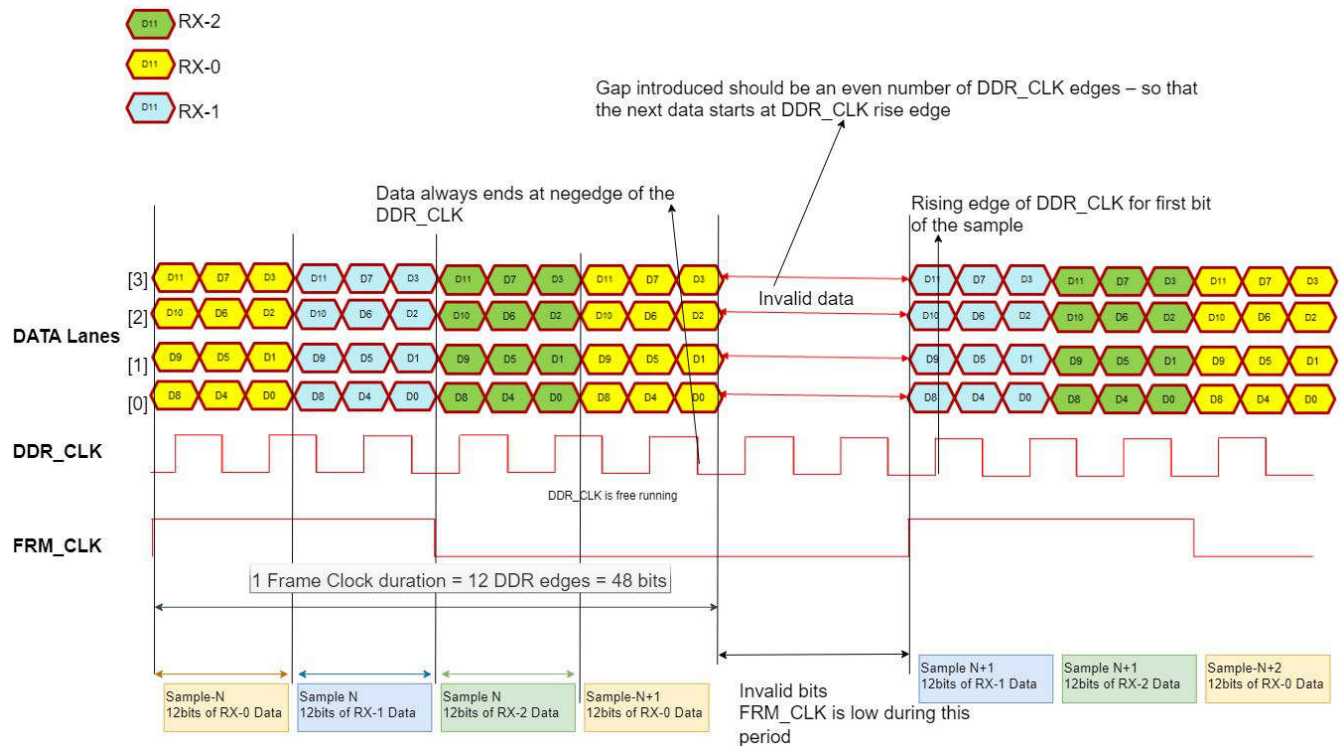 D11 RX-2
D11 RX-0
D11 RX-1
Gap introduced should be an even number of DDR_CLK edges – so that
the next data starts at DDR_CLK rise edge
Data always ends at negedge of the
DDR_CLK
Rising edge of DDR_CLK for first bit
of the sample
[3] D11 D7 D3 D11 D7 D3 D11 D7 D3 D11 D7 D3 D11 D7 D3 D11 D7 D3 D11 D7 D3
Invalid data
[2] D10 D6 D2 D10 D6 D2 D10 D6 D2 D10 D6 D2 D10 D6 D2 D10 D6 D2 D10 D6 D2
DATA Lanes
[1] D9 D5 D1 D9 D5 D1 D9 D5 D1 D9 D5 D1 D9 D5 D1 D9 D5 D1 D9 D5 D1
[0] D8 D4 D0 D8 D4 D0 D8 D4 D0 D8 D4 D0 D8 D4 D0 D8 D4 D0 D8 D4 D0
DDR_CLK
DDR_CLK is free running
FRM_CLK
1 Frame Clock duration = 12 DDR edges = 48 bits
Sample-N
12bits of RX-0 Data
Sample N
12bits of RX-1 Data
Sample N
12bits of RX-2 Data
Sample-N+1
12bits of RX-0 Data
Invalid bits
FRM_CLK is low during this
period
Sample N+1
12bits of RX-1 Data
Sample N+1
12bits of RX-2 Data
Sample-N+2
12bits of RX-0 Data